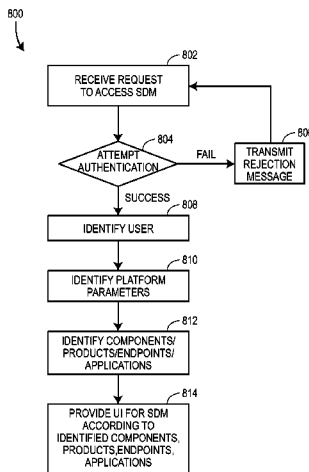 800
802
RECEIVE REQUEST
TO ACCESS SDM
804
ATTEMPT
AUTHENTICATION
FAIL
TRANSMIT
REJECTION
MESSAGE
SUCCESS
808
IDENTIFY USER
810
IDENTIFY PLATFORM
PARAMETERS
812
IDENTIFY COMPONENTS/
PRODUCTS/ENDPOINTS/
APPLICATIONS
814
PROVIDE UI FOR SDM
ACCORDING TO
IDENTIFIED COMPONENTS,
PRODUCTS,ENDPOINTS,
APPLICATIONS